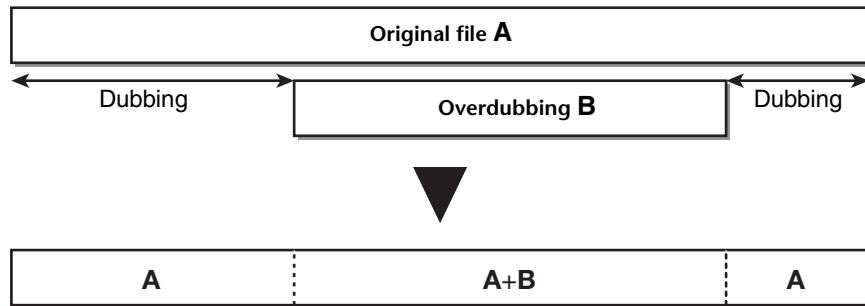 Original file A
Dubbing
Overdubbing B
Dubbing
A
A+B
A